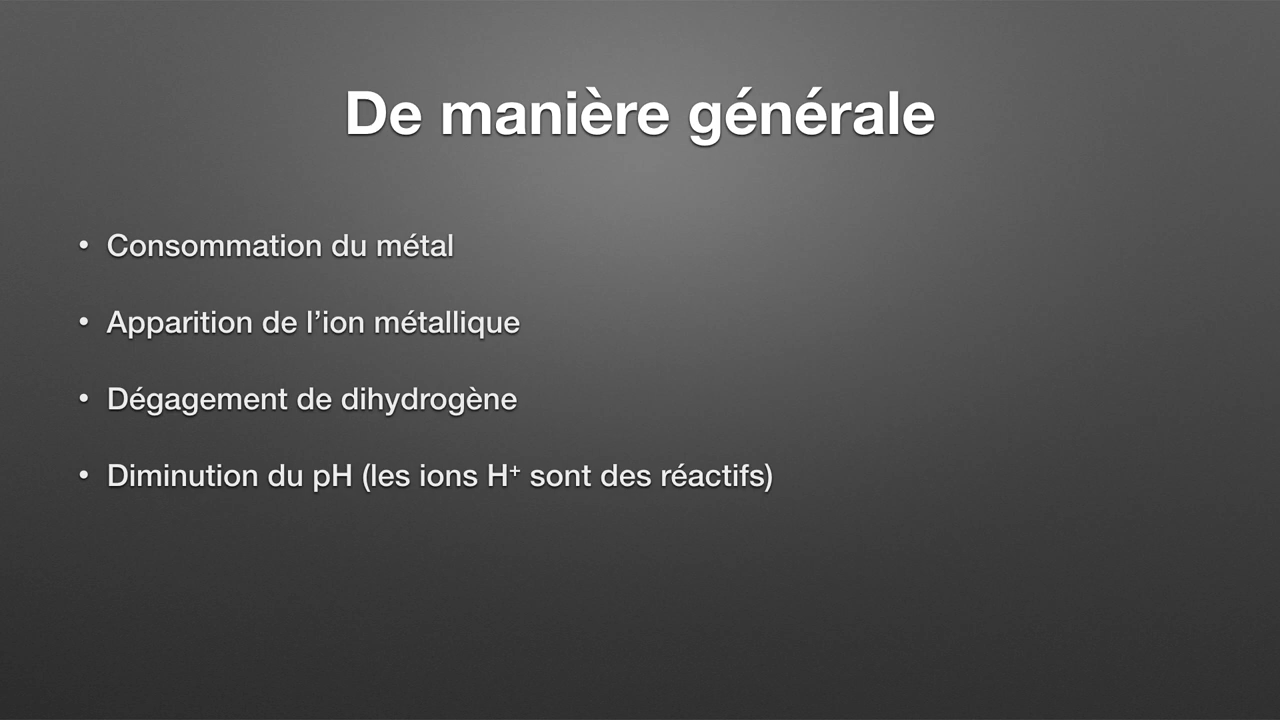 De manière générale
• Consommation du métal
• Apparition de l’ion métallique
• Dégagement de dihydrogène
• Diminution du pH (les ions H⁺ sont des réactifs)